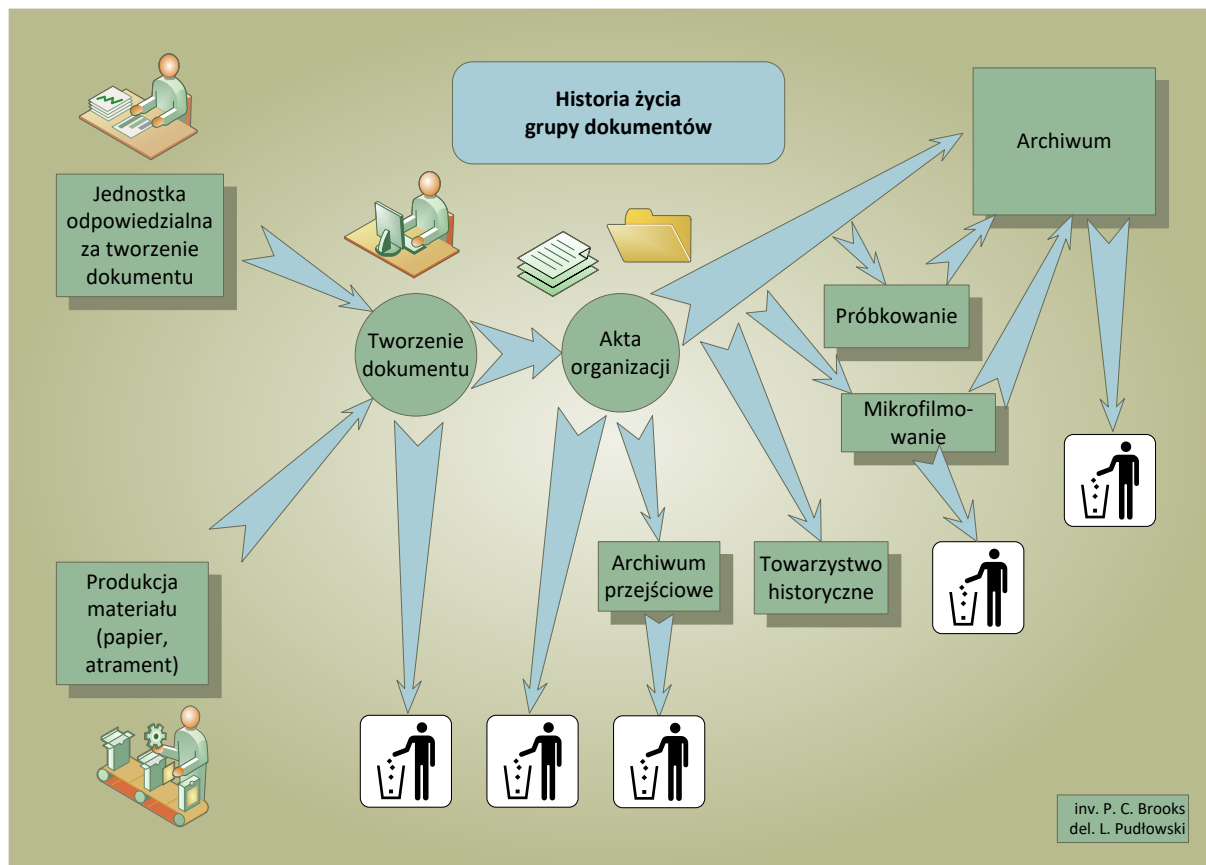 Historia życia
grupy dokumentów
Archiwum
Jednostka
odpowiedzialna
za tworzenie
dokumentu
Tworzenie
dokumentu
Akta
organizacji
Próbkowanie
Mikrofilmo-
wanie
Archiwum
przejściowe
Towarzystwo
historyczne
Produkcja
materiału
(papier,
atrament)
inv. P. C. Brooks
del. L. Pudłowski